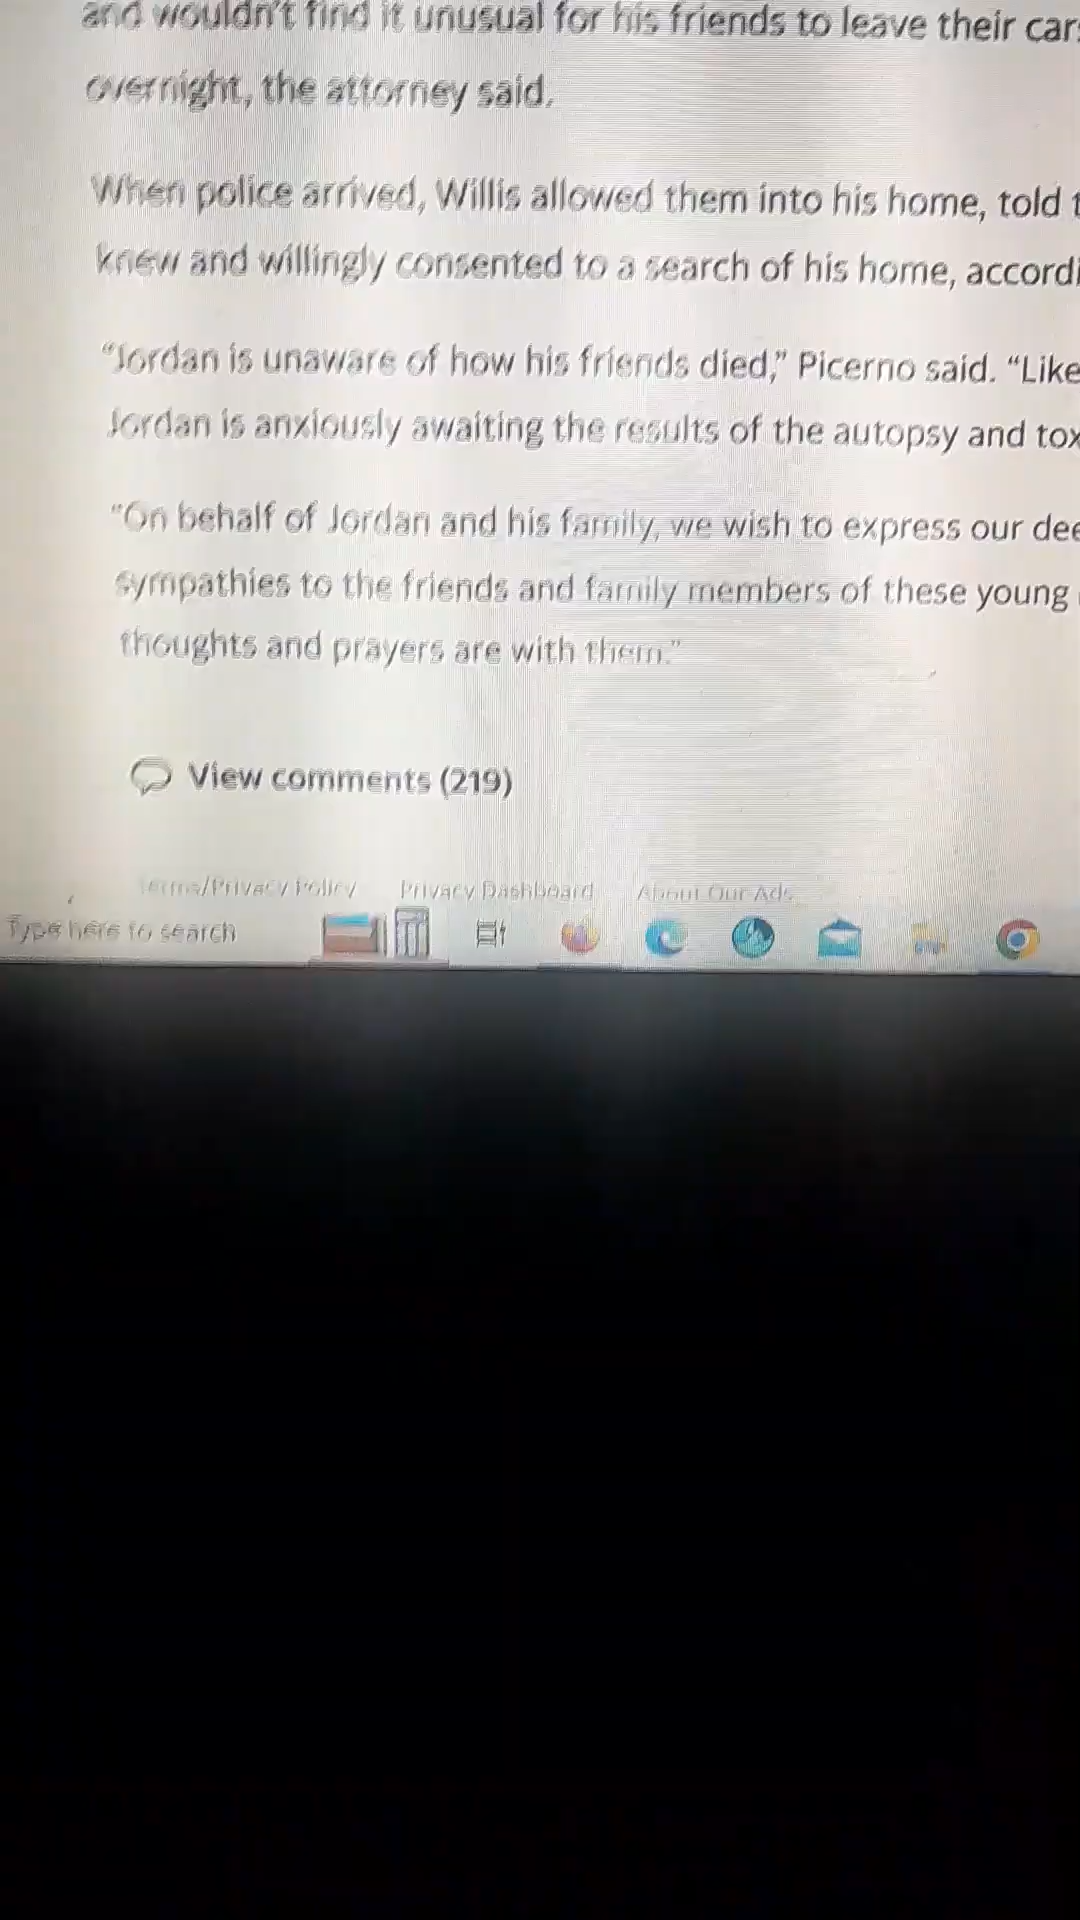 and wouldn't find it unusual for his friends to leave their cars
overnight, the attorney said.
When police arrived, Willis allowed them into his home, told
knew and willingly consented to a search of his home,
“Jordan is unaware of how his friends died,” Picerno said. “Like
Jordan is anxiously awaiting the results of the autopsy and
“On behalf of Jordan and his family, we wish to express our
sympathies to the friends and family members of these young
thoughts and prayers are with them.”
View comments (219)
Terms/Privacy Policy Privacy Dashboard About Our Ads
Type here to search